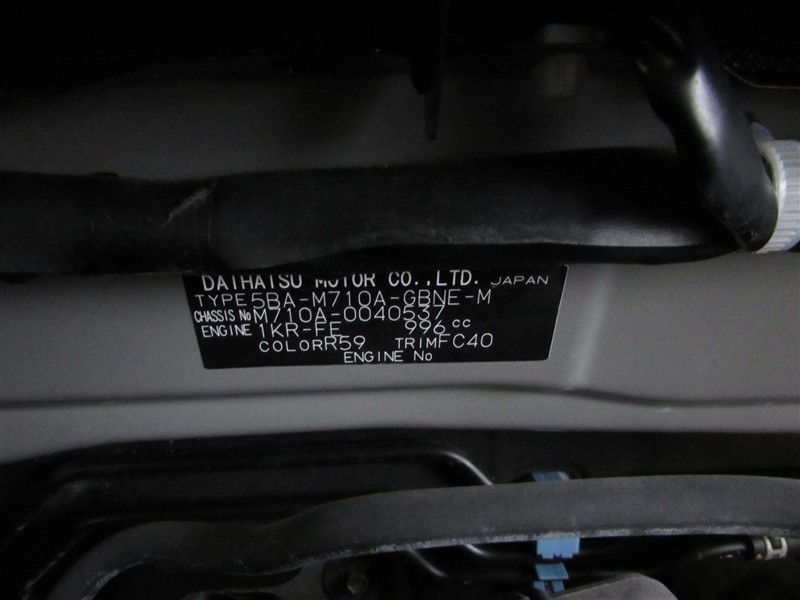 DAIHATSU MOTOR CO.,LTD. JAPAN
TYPE 5BA-M710A-GBNE-M
CHASSIS No M710A-0040537
ENGINE 1KR-FE 996 cc
COLOR R59 TRIM FC40
ENGINE No